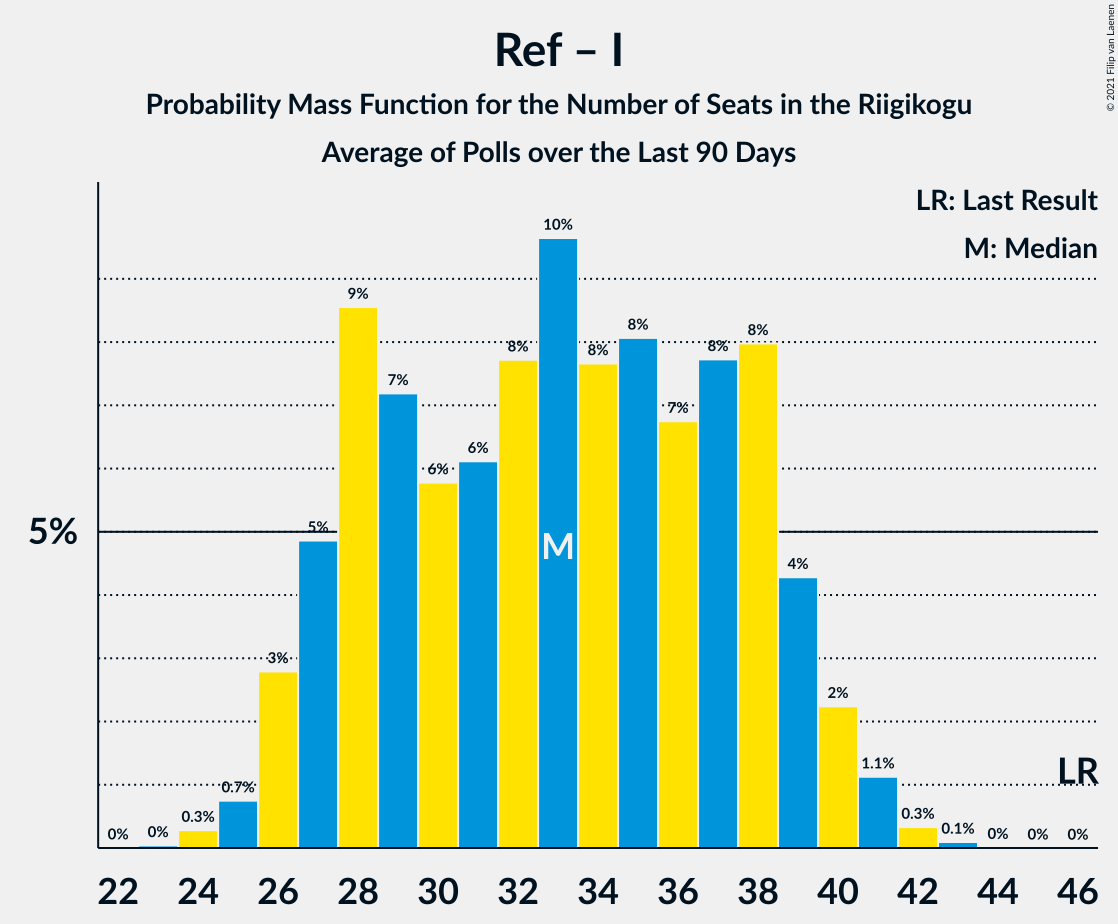 Ref – I
Probability Mass Function for the Number of Seats in the Riigikogu
Average of Polls over the Last 90 Days
© 2021 Filip van Laenen
LR: Last Result
M: Median
5%
0% 0% 0.3% 0.7% 3% 5% 9% 7% 6% 6% 8% 10% 8% 8% 7% 8% 8% 4% 2% 1.1% 0.3% 0.1% 0% 0% 0%
M
LR
22 24 26 28 30 32 34 36 38 40 42 44 46